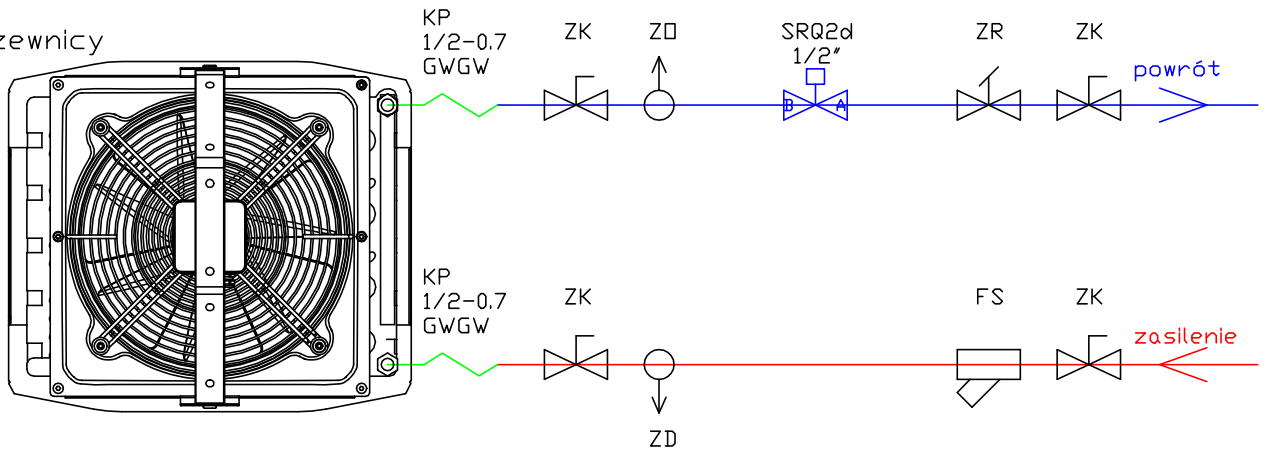 zewnicy
KP
1/2-0.7
GWGW
ZK
ZO
SRQ2d
1/2"
ZR
ZK
powrót
B
A
KP
1/2-0.7
GWGW
ZK
FS
ZK
zasilenie
ZD